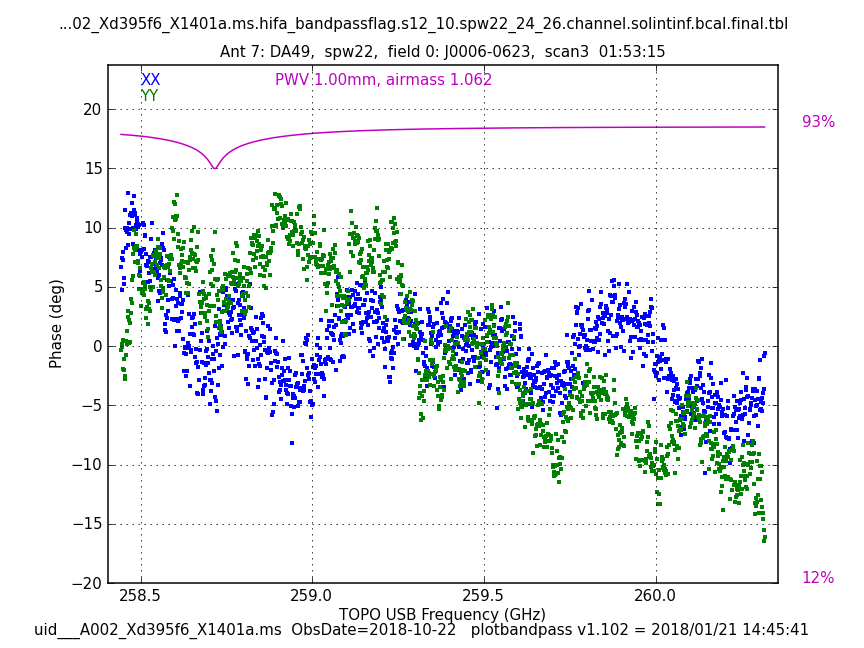 ...02_Xd395f6_X1401a.ms.hifa_bandpassflag.s12_10.spw22_24_26.channel.solintinf.bcal.final.tbl
Ant 7: DA49,  spw22,  field 0: J0006-0623,  scan3  01:53:15
XX
PWV 1.00mm, airmass 1.062
YY
93%
20
15
10
5
0
−5
−10
−15
−20
Phase (deg)
12%
258.5
259.0
259.5
260.0
TOPO USB Frequency (GHz)
uid___A002_Xd395f6_X1401a.ms  ObsDate=2018-10-22   plotbandpass v1.102 = 2018/01/21 14:45:41